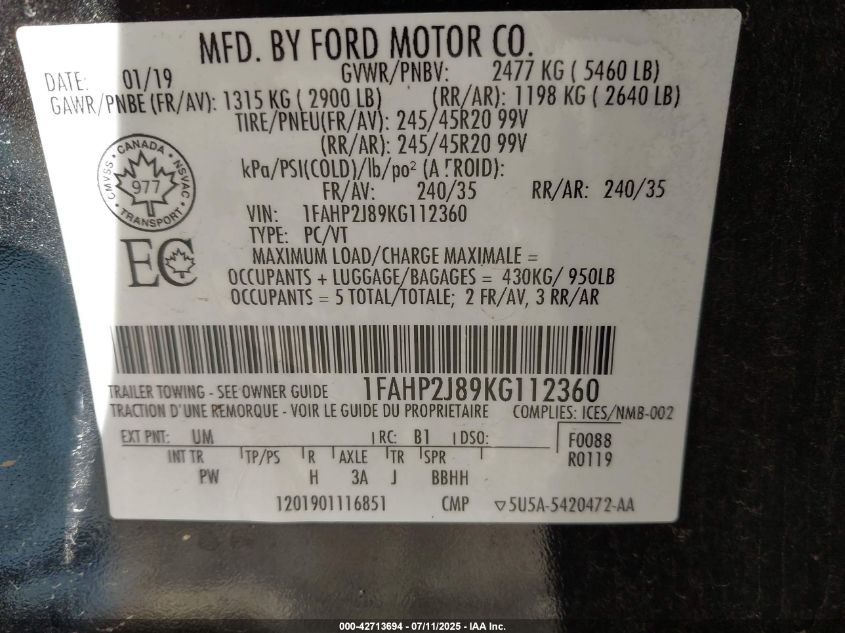 MFD. BY FORD MOTOR CO.
DATE: 01/19 GVWR/PNBV: 2477 KG ( 5460 LB)
GAWR/PNBE (FR/AV): 1315 KG ( 2900 LB) (RR/AR): 1198 KG ( 2640 LB)
TIRE/PNEU(FR/AV): 245/45R20 99V
(RR/AR): 245/45R20 99V
kPa/PSI(COLD)/lb/po² (A FROID):
FR/AV: 240/35 RR/AR: 240/35
CANADA
CMVSS 977 NSVAC
TRANSPORT
VIN: 1FAHP2J89KG112360
TYPE: PC/VT
EC
MAXIMUM LOAD/CHARGE MAXIMALE =
OCCUPANTS + LUGGAGE/BAGAGES = 430KG/ 950LB
OCCUPANTS = 5 TOTAL/TOTALE; 2 FR/AV, 3 RR/AR
TRAILER TOWING - SEE OWNER GUIDE 1FAHP2J89KG112360
TRACTION D'UNE REMORQUE - VOIR LE GUIDE DU PROPRIETAIRE COMPLIES: ICES/NMB-002
EXT PNT: UM RC: B1 DSO: F0088
INT TR TP/PS R AXLE TR SPR R0119
PW H 3A J BBHH
1201901116851 CMP ▽5U5A-5420472-AA
000-42713694 - 07/11/2025 - IAA Inc.